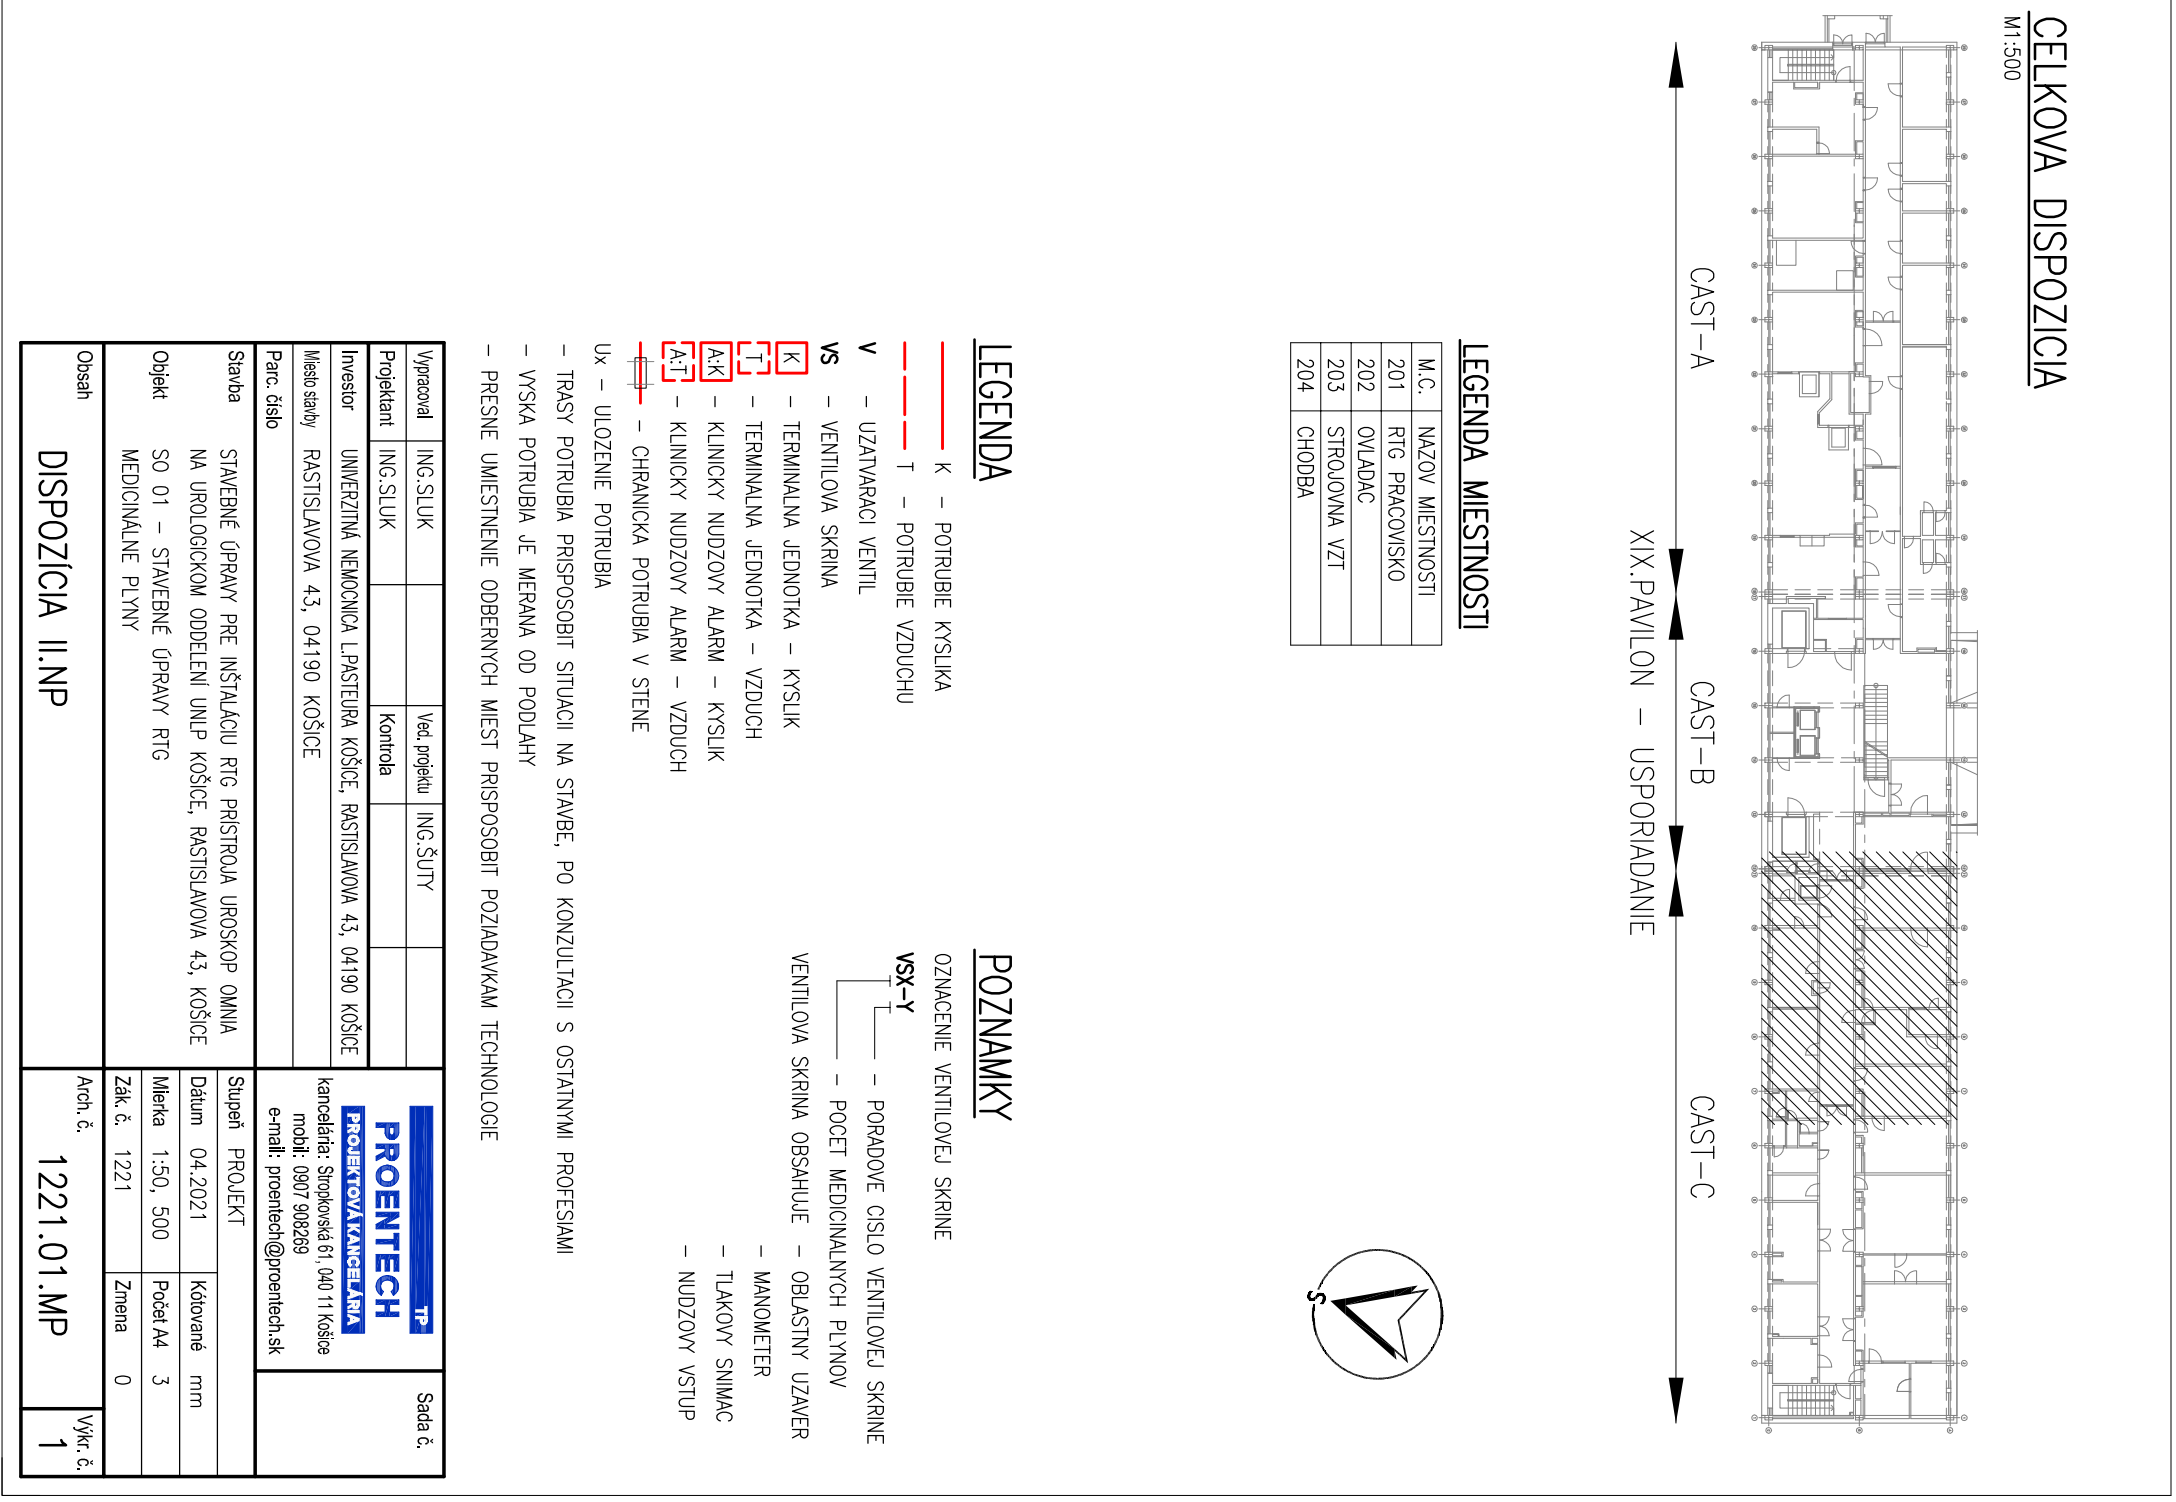 CELKOVA DISPOZICIA
M1:500
CAST-A
CAST-B
CAST-C
XIX.PAVILON - USPORIADANIE
LEGENDA MIESTNOSTI
M.C. NAZOV MIESTNOSTI
201 RTG PRACOVISKO
202 OVLADAC
203 STROJOVNA VZT
204 CHODBA
S
LEGENDA
K - POTRUBIE KYSLIKA
T - POTRUBIE VZDUCHU
V - UZATVARACI VENTIL
VS - VENTILOVA SKRINA
K - TERMINALNA JEDNOTKA - KYSLIK
T - TERMINALNA JEDNOTKA - VZDUCH
A:K - KLINICKY NUDZOVY ALARM - KYSLIK
A:T - KLINICKY NUDZOVY ALARM - VZDUCH
- CHRANICKA POTRUBIA V STENE
Ux - ULOZENIE POTRUBIA
- TRASY POTRUBIA PRISPOSOBIT SITUACII NA STAVBE, PO KONZULTACII S OSTATNYMI PROFESIAMI
- VYSKA POTRUBIA JE MERANA OD PODLAHY
- PRESNE UMIESTNENIE ODBERNYCH MIEST PRISPOSOBIT POZIADAVKAM TECHNOLOGIE
POZNAMKY
OZNACENIE VENTILOVEJ SKRINE
VSX-Y
- PORADOVE CISLO VENTILOVEJ SKRINE
- POCET MEDICINALNYCH PLYNOV
VENTILOVA SKRINA OBSAHUJE - OBLASTNY UZAVER
- MANOMETER
- TLAKOVY SNIMAC
- NUDZOVY VSTUP
Vypracoval ING.SLUK Ved. projektu ING.ŠUTY
Projektant ING.SLUK Kontrola
Investor UNIVERZITNÁ NEMOCNICA L.PASTEURA KOŠICE, RASTISLAVOVA 43, 04190 KOŠICE
Miesto stavby RASTISLAVOVA 43, 04190 KOŠICE
Parc. číslo
TP
PROENTECH
PROJEKTOVÁ KANCELÁRIA
kancelária: Stropkovská 61, 040 11 Košice
mobil: 0907 908269
e-mail: proentech@proentech.sk
Sada č.
Stavba STAVEBNÉ ÚPRAVY PRE INŠTALÁCIU RTG PRÍSTROJA UROSKOP OMNIA
NA UROLOGICKOM ODDELENÍ UNLP KOŠICE, RASTISLAVOVA 43, KOŠICE
Objekt SO 01 - STAVEBNÉ ÚPRAVY RTG
MEDICINÁLNE PLYNY
Stupeň PROJEKT
Dátum 04.2021 Kótované mm
Mierka 1:50, 500 Počet A4 3
Zák. č. 1221 Zmena 0
Obsah DISPOZÍCIA II.NP
Arch. č. 1221.01.MP
Výkr. č. 1